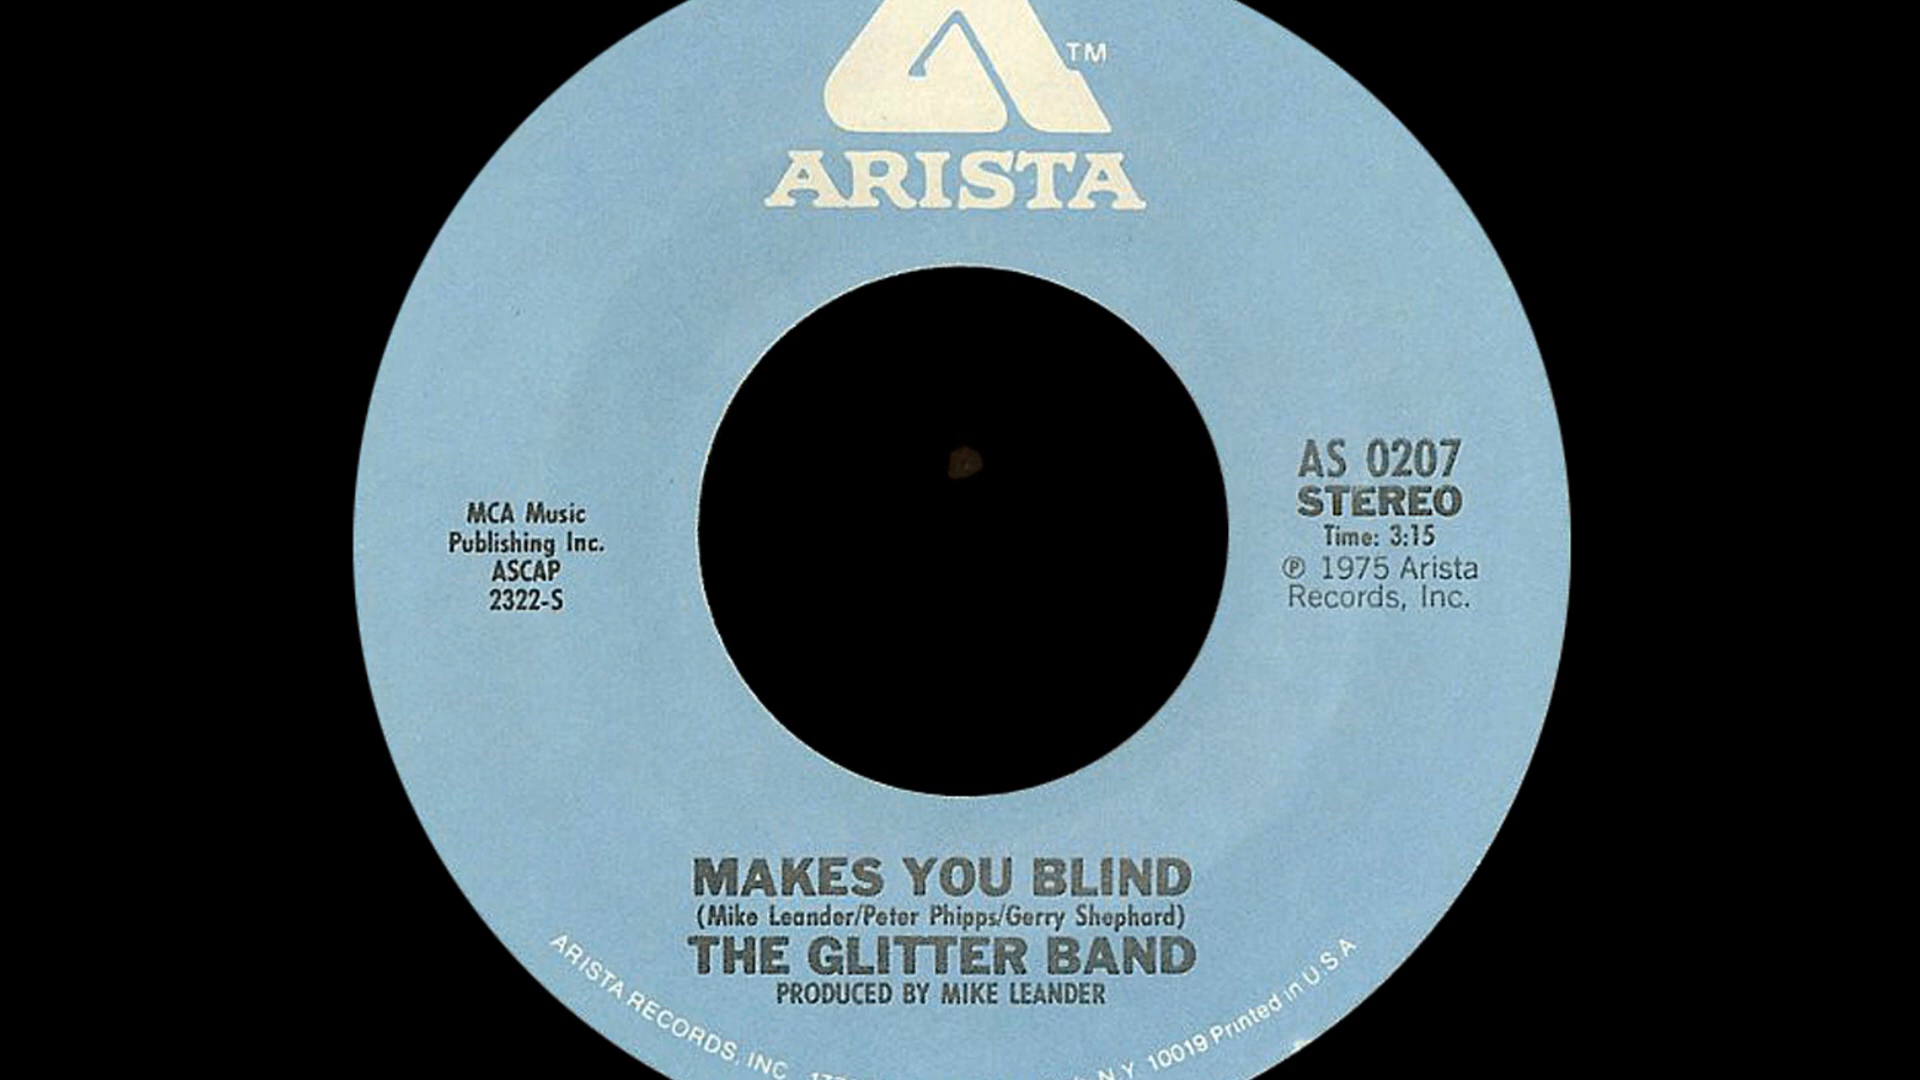 TM
ARISTA
MCA Music
Publishing Inc.
ASCAP
2322-S
AS 0207
STEREO
Time: 3:15
℗ 1975 Arista
Records, Inc.
MAKES YOU BLIND
(Mike Leander/Peter Phipps/Gerry Shephard)
THE GLITTER BAND
PRODUCED BY MIKE LEANDER
ARISTA RECORDS, INC. N.Y. 10019 Printed in U.S.A